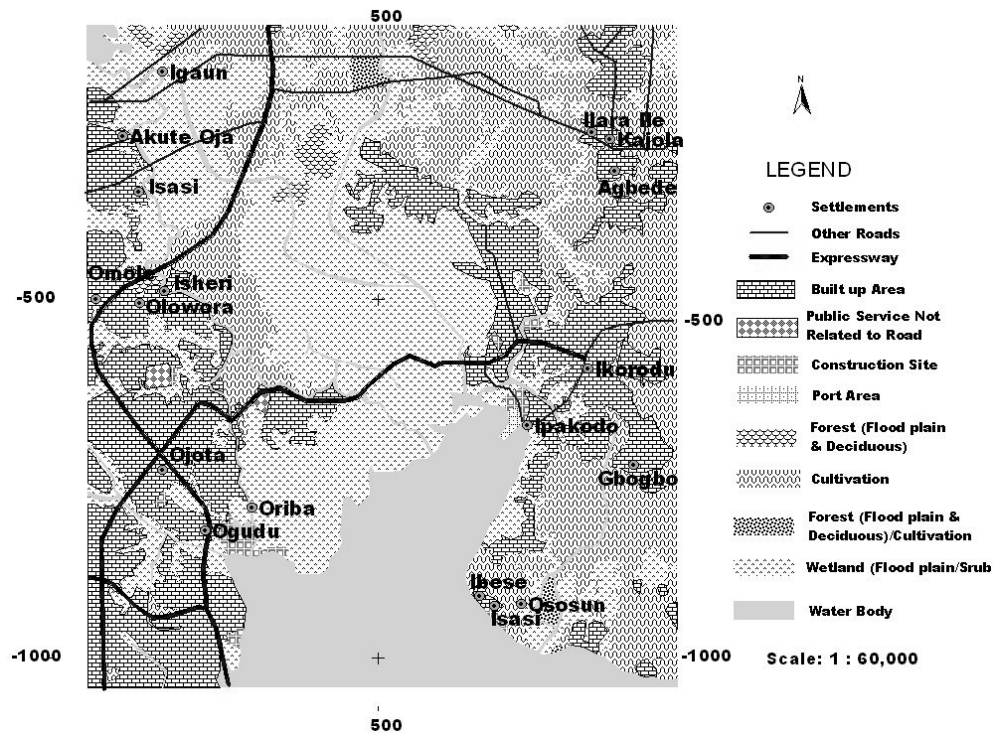 500
Igaun
Akute Oja
Isasi
Ilara Ile
Kajola
Agbede
Omole
Isheri
Olowora
-500
-500
Ikorodu
Ipakodo
Ojota
Gbogbo
Oriba
Ogudu
Ibese
Isasi
Ososun
-1000
-1000
500
N
LEGEND
Settlements
Other Roads
Expressway
Built up Area
Public Service Not
Related to Road
Construction Site
Port Area
Forest (Flood plain
& Deciduous)
Cultivation
Forest (Flood plain &
Deciduous)/Cultivation
Wetland (Flood plain/Srub
Water Body
Scale: 1 : 60,000